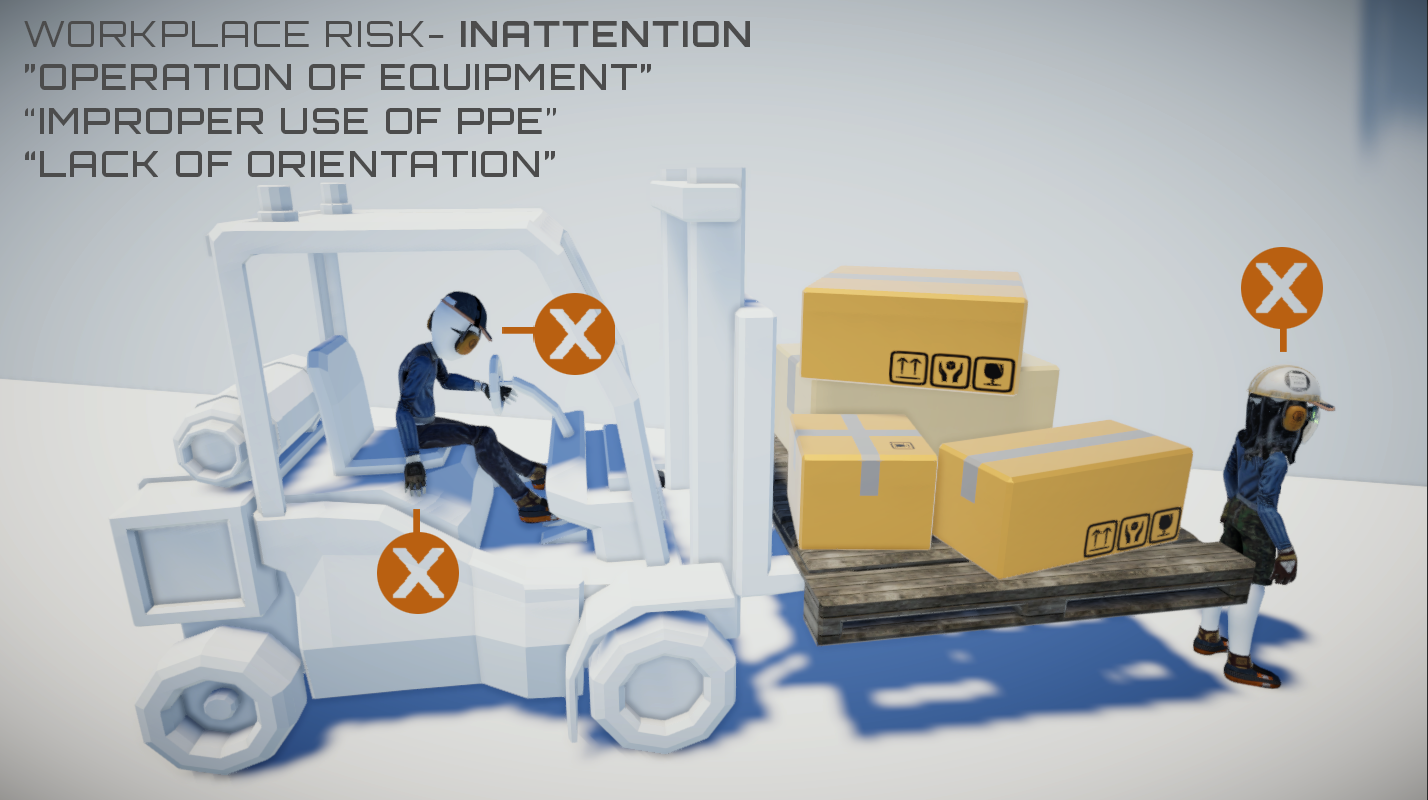 WORKPLACE RISK- INATTENTION
"OPERATION OF EQUIPMENT"
“IMPROPER USE OF PPE”
“LACK OF ORIENTATION”
X
X
X